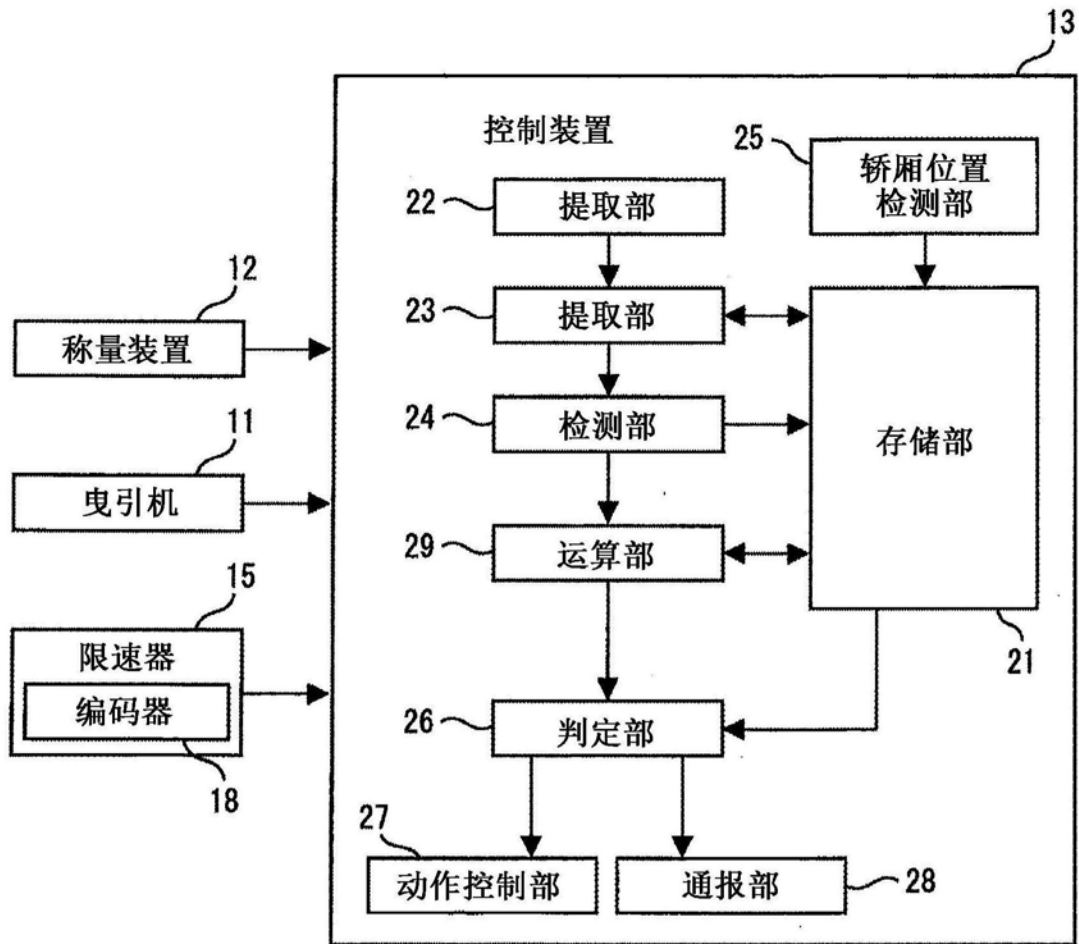 13
控制装置
25
轿厢位置
检测部
22
提取部
12
称量装置
23
提取部
24
检测部
存储部
11
曳引机
29
运算部
15
限速器
编码器
18
21
26
判定部
27
动作控制部
通报部
28